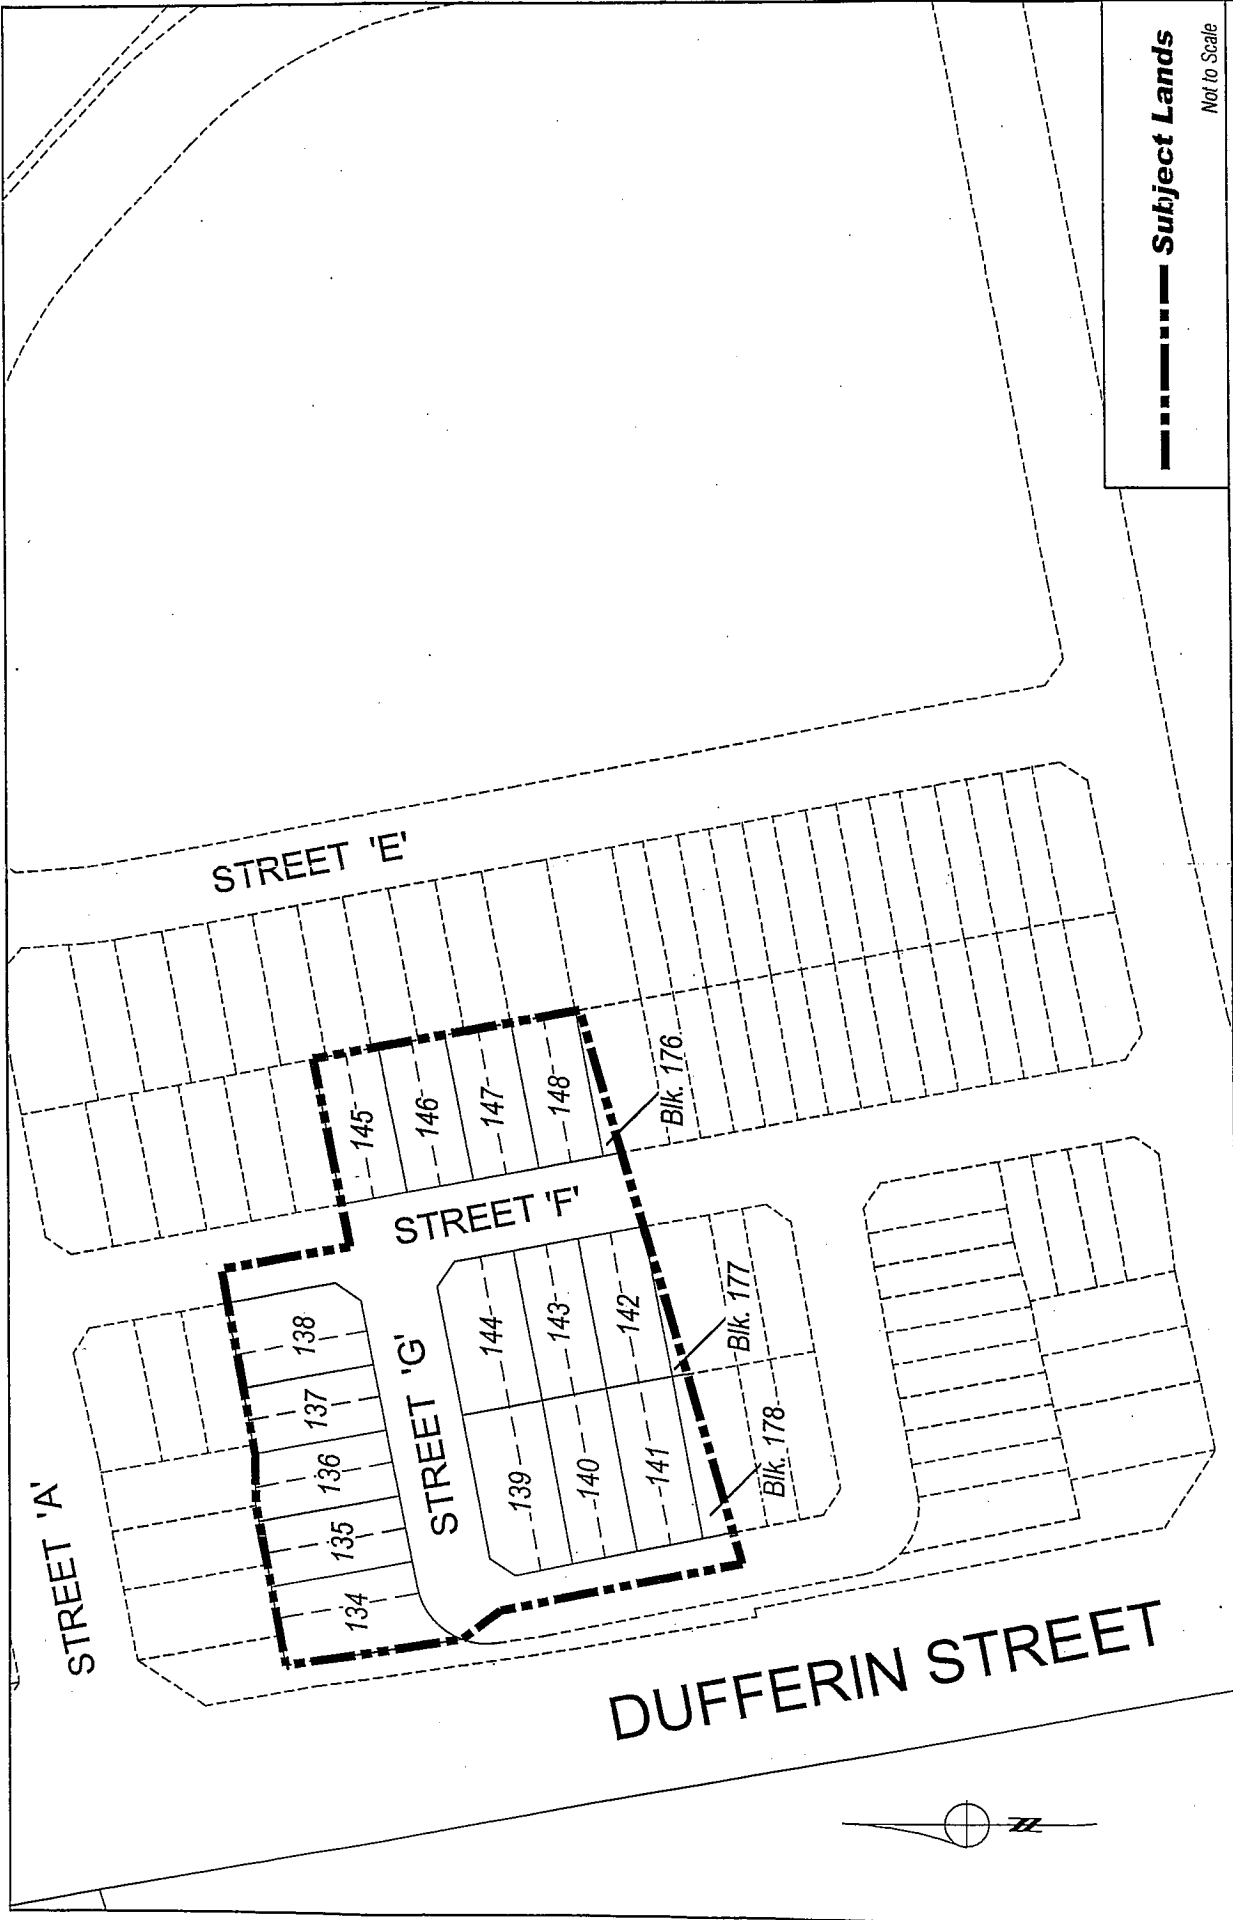 STREET 'A'
STREET 'E'
134
135
136
137
138
STREET 'G'
139
140
141
144
143
142
STREET 'F'
145
146
147
148
Blk. 176
Blk. 177
Blk. 178
DUFFERIN STREET
Subject Lands
Not to Scale